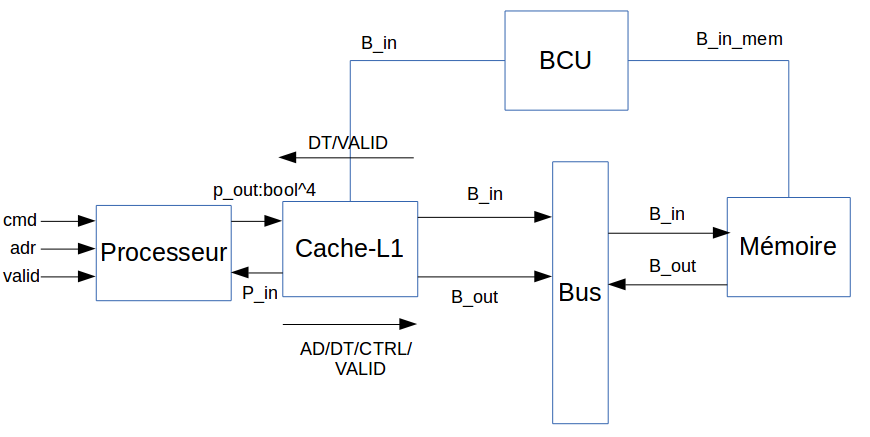 B_in
BCU
B_in_mem
DT/VALID
p_out:bool^4
cmd
adr
valid
Processeur
P_in
Cache-L1
B_in
B_out
AD/DT/CTRL/
VALID
Bus
B_in
B_out
Mémoire